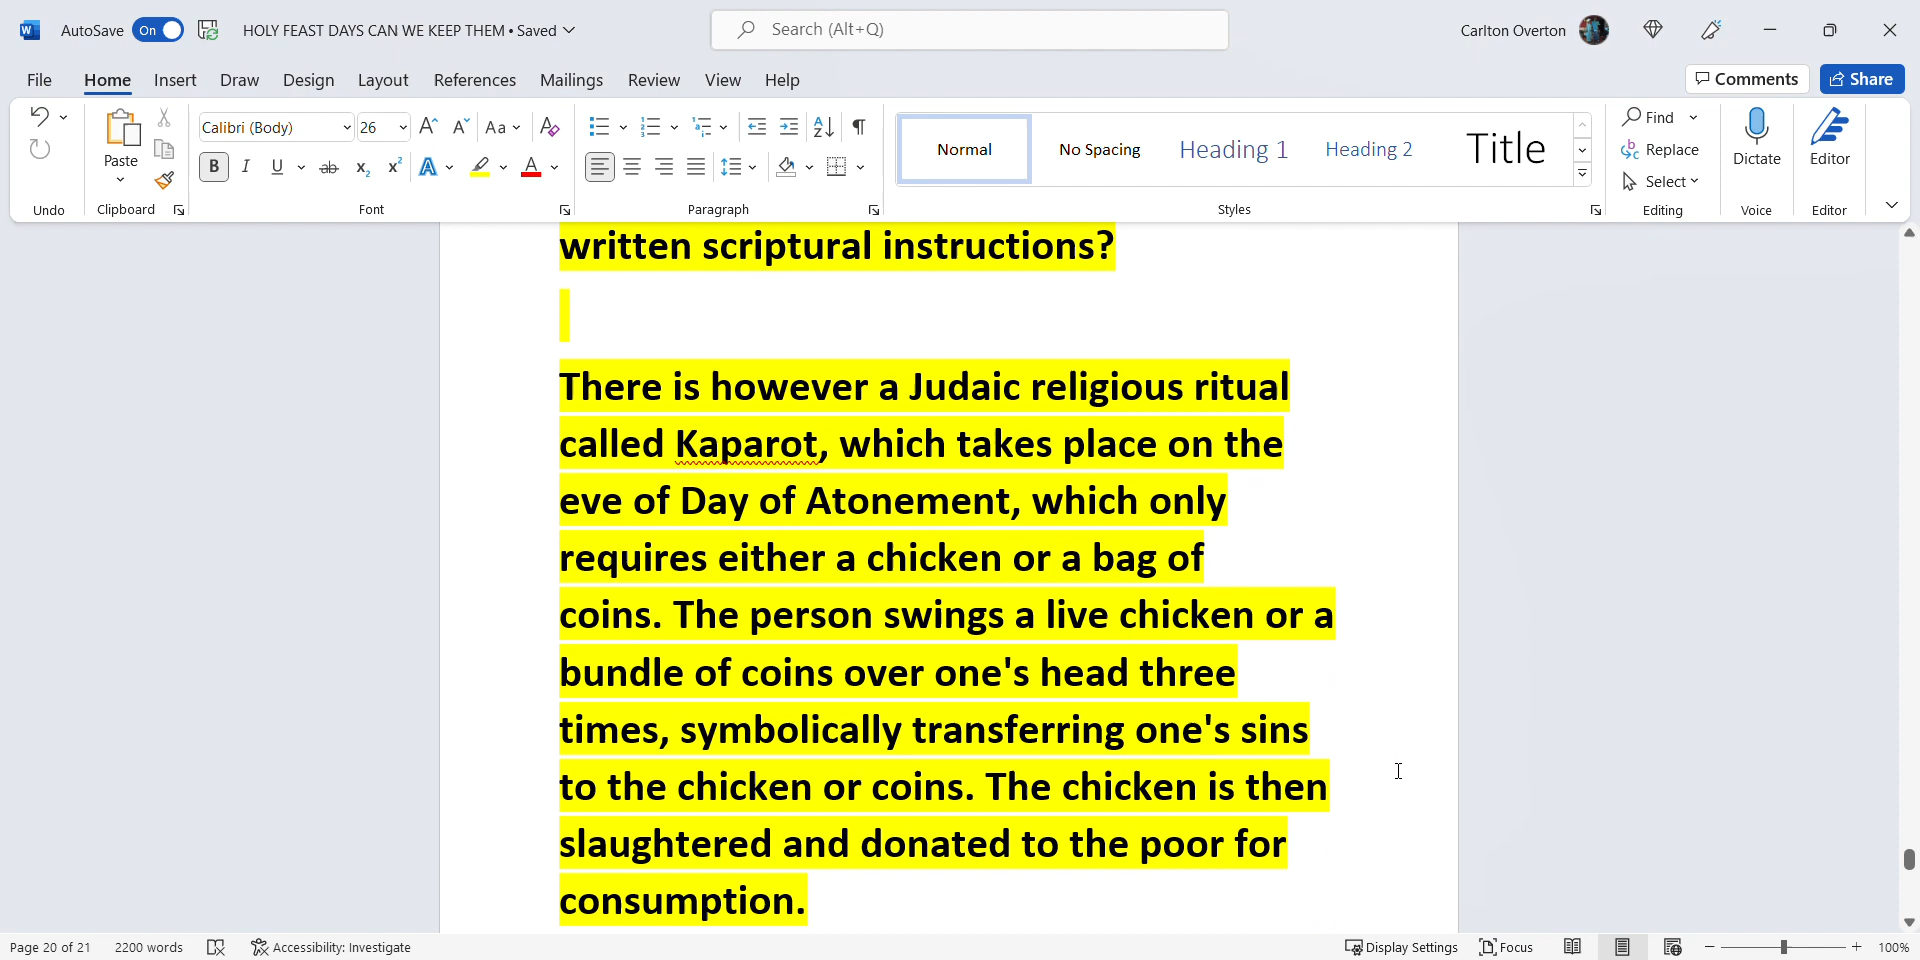 AutoSave On HOLY FEAST DAYS CAN WE KEEP THEM • Saved Search (Alt+Q) Carlton Overton
File Home Insert Draw Design Layout References Mailings Review View Help Comments Share
Paste
Calibri (Body) 26 Aa
Normal No Spacing Heading 1 Heading 2 Title
Find
Replace
Select
Dictate Editor
Undo Clipboard Font Paragraph Styles Editing Voice Editor
written scriptural instructions?
There is however a Judaic religious ritual
called Kaparot, which takes place on the
eve of Day of Atonement, which only
requires either a chicken or a bag of
coins. The person swings a live chicken or a
bundle of coins over one's head three
times, symbolically transferring one's sins
to the chicken or coins. The chicken is then
slaughtered and donated to the poor for
consumption.
Page 20 of 21 2200 words Accessibility: Investigate Display Settings Focus 100%